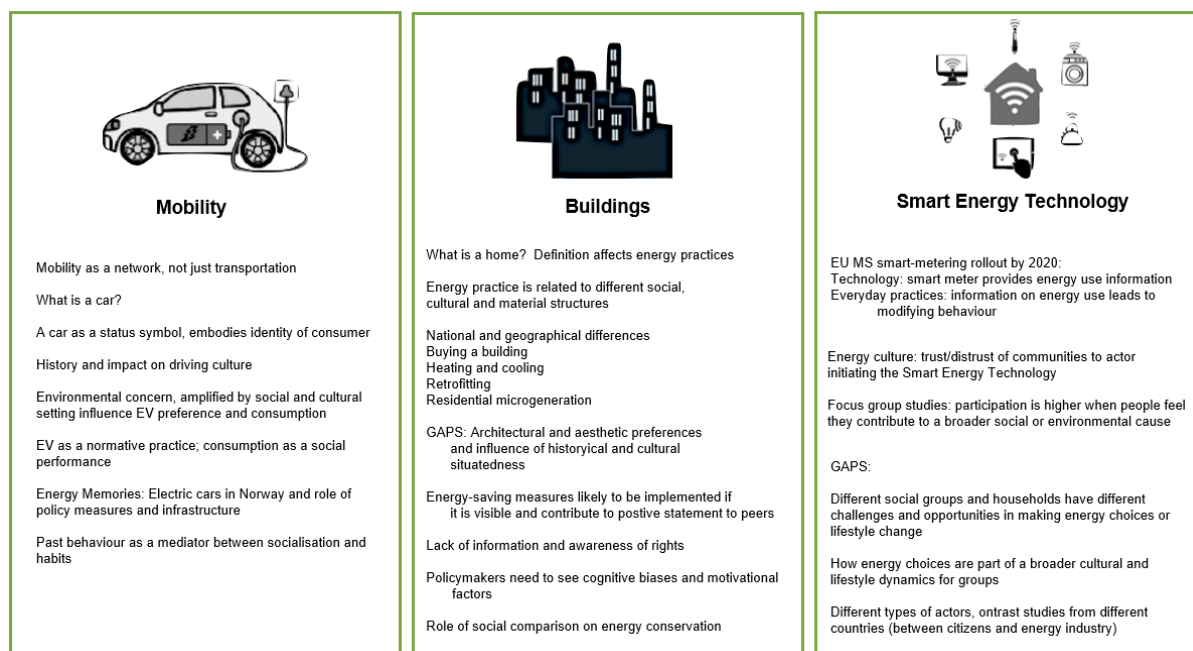 Mobility
Mobility as a network, not just transportation
What is a car?
A car as a status symbol, embodies identity of consumer
History and impact on driving culture
Environmental concern, amplified by social and cultural
setting influence EV preference and consumption
EV as a normative practice; consumption as a social
performance
Energy Memories: Electric cars in Norway and role of
policy measures and infrastructure
Past behaviour as a mediator between socialisation and
habits
Buildings
What is a home?  Definition affects energy practices
Energy practice is related to different social,
cultural and material structures
National and geographical differences
Buying a building
Heating and cooling
Retrofitting
Residential microgeneration
GAPS: Architectural and aesthetic preferences
and influence of historyical and cultural
situatedness
Energy-saving measures likely to be implemented if
it is visible and contribute to postive statement to peers
Lack of information and awareness of rights
Policymakers need to see cognitive biases and motivational
factors
Role of social comparison on energy conservation
Smart Energy Technology
EU MS smart-metering rollout by 2020:
Technology: smart meter provides energy use information
Everyday practices: information on energy use leads to
modifying behaviour
Energy culture: trust/distrust of communities to actor
initiating the Smart Energy Technology
Focus group studies: participation is higher when people feel
they contribute to a broader social or environmental cause
GAPS:
Different social groups and households have different
challenges and opportunities in making energy choices or
lifestyle change
How energy choices are part of a broader cultural and
lifestyle dynamics for groups
Different types of actors, ontrast studies from different
countries (between citizens and energy industry)